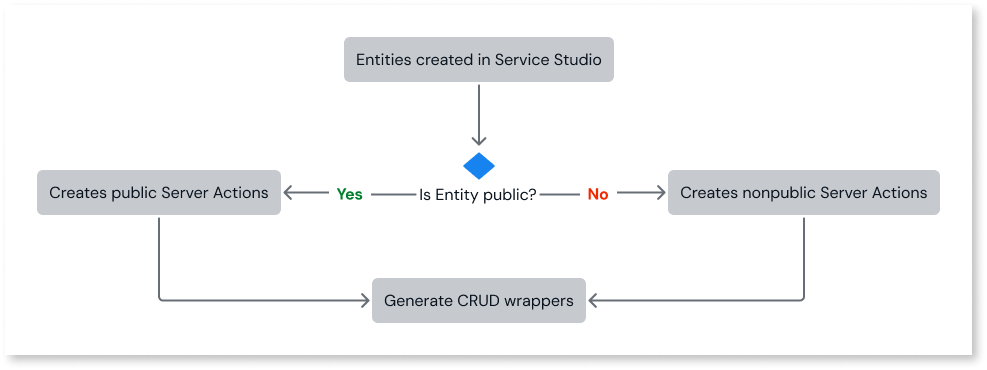 Entities created in Service Studio
Creates public Server Actions
Yes
Is Entity public?
No
Creates nonpublic Server Actions
Generate CRUD wrappers